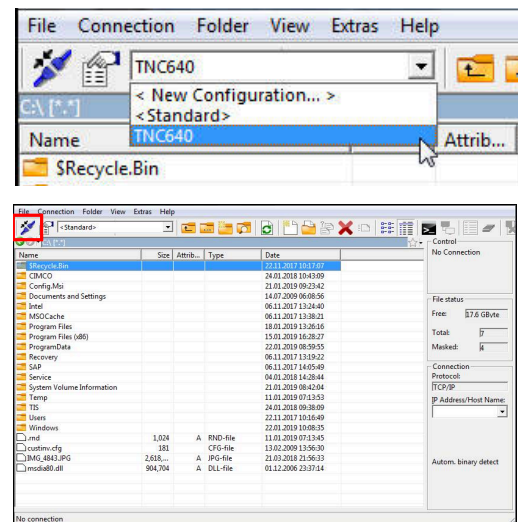 File Connection Folder View Extras Help
TNC640
C:\ [*.*]
< New Configuration... >
<Standard>
TNC640
Name Attrib...
$Recycle.Bin
File Connection Folder View Extras Help
<Standard>
Control
No Connection
Name Size Attrib... Type Date
$Recycle.Bin 22.11.2017 10:17:07
CIMCO 24.01.2018 10:43:09
Config.Msi 21.01.2019 09:23:42
Documents and Settings 14.07.2009 06:08:56
Intel 06.11.2017 13:24:40
MSOCache 06.11.2017 13:38:21
Program Files 18.01.2019 13:26:16
Program Files (x86) 15.01.2019 16:28:27
ProgramData 22.01.2019 08:59:55
Recovery 06.11.2017 13:19:22
SAP 06.11.2017 14:05:49
Service 04.01.2018 14:28:44
System Volume Information 21.01.2019 08:42:04
Temp 11.01.2019 07:13:53
TIS 24.01.2018 09:38:09
Users 22.11.2017 10:16:49
Windows 22.01.2019 10:08:35
.rnd 1,024 A RND-file 11.01.2019 07:13:45
custinv.cfg 181 CFG-file 13.02.2009 13:56:30
IMG_4843.JPG 2,618,... A JPG-file 21.03.2018 21:56:33
msdia80.dll 904,704 A DLL-file 01.12.2006 23:37:14
File status
Free: 17.6 GByte
Total: 7
Masked: 4
Connection
Protocol:
TCP/IP
IP Address/Host Name:
Autom. binary detect
No connection